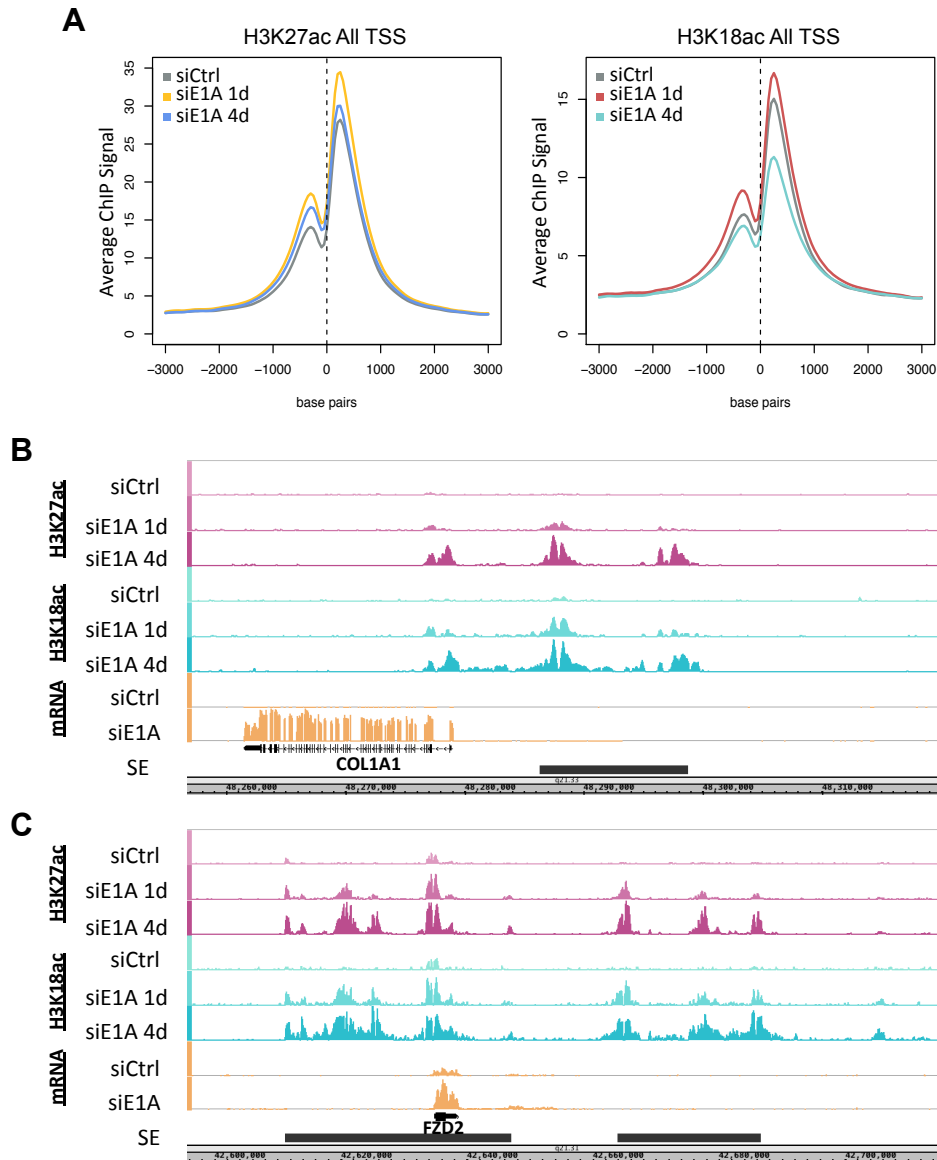 A
H3K27ac All TSS
siCtrl
siE1A 1d
siE1A 4d
Average ChIP Signal
0 5 10 15 20 25 30 35
−3000 −2000 −1000 0 1000 2000 3000
base pairs
H3K18ac All TSS
siCtrl
siE1A 1d
siE1A 4d
Average ChIP Signal
0 5 10 15
−3000 −2000 −1000 0 1000 2000 3000
base pairs
B
H3K27ac
siCtrl
siE1A 1d
siE1A 4d
H3K18ac
siCtrl
siE1A 1d
siE1A 4d
mRNA
siCtrl
siE1A
COL1A1
SE
q21.33
48,260,000 48,270,000 48,280,000 48,290,000 48,300,000 48,310,000
C
H3K27ac
siCtrl
siE1A 1d
siE1A 4d
H3K18ac
siCtrl
siE1A 1d
siE1A 4d
mRNA
siCtrl
siE1A
FZD2
SE
q21.31
42,600,000 42,620,000 42,640,000 42,660,000 42,680,000 42,700,000